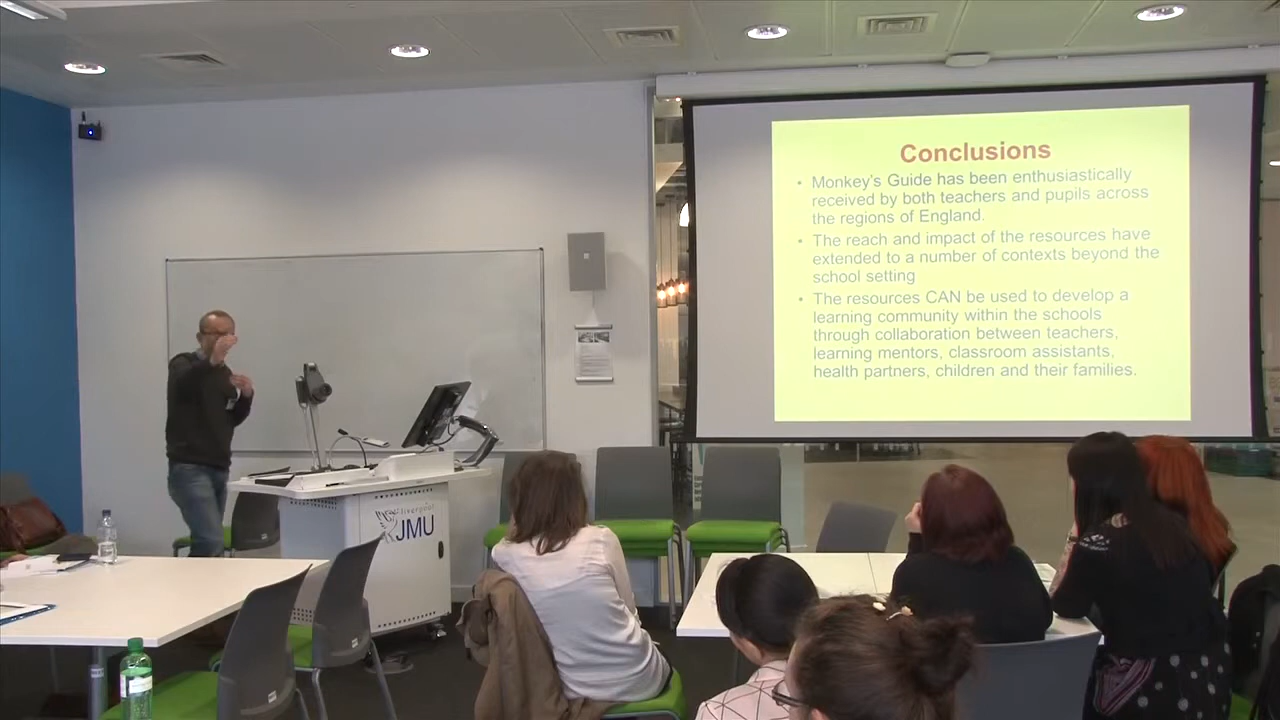 Conclusions
• Monkey's Guide has been enthusiastically
received by both teachers and pupils across
the regions of England.
• The reach and impact of the resources have
extended to a number of contexts beyond the
school setting
• The resources CAN be used to develop a
learning community within the schools
through collaboration between teachers,
learning mentors, classroom assistants,
health partners, children and their families.
Liverpool
JMU